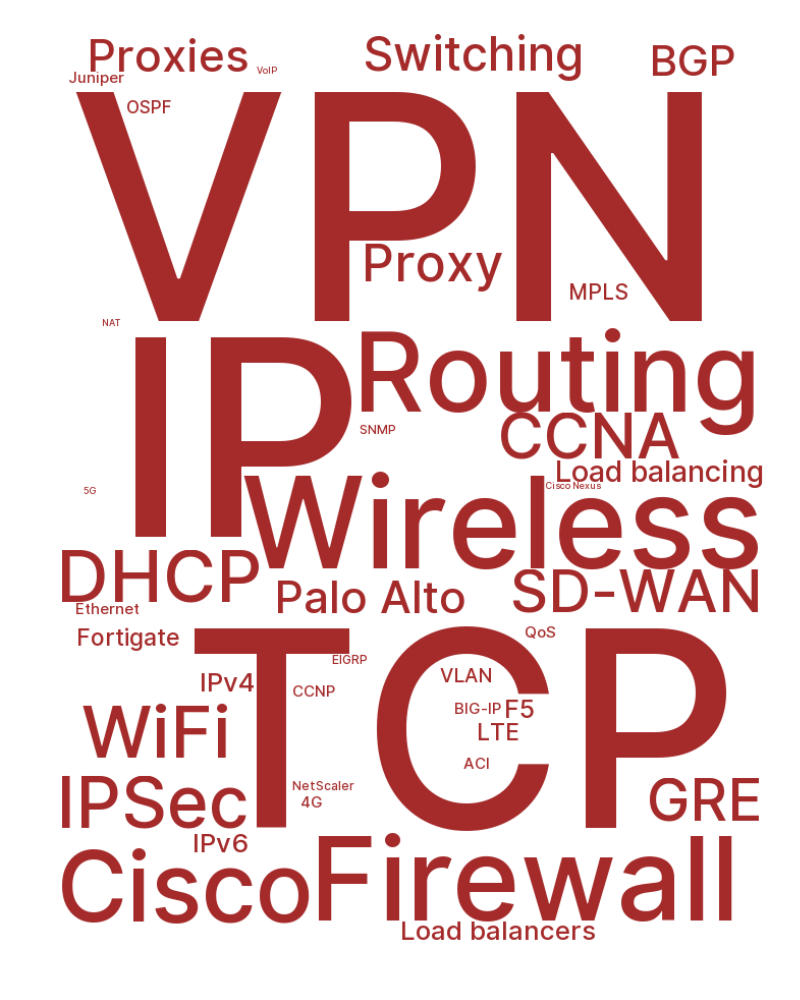 Proxies
Switching
BGP
VoIP
Juniper
OSPF
VPN
Proxy
MPLS
NAT
IP
Routing
SNMP
CCNA
Load balancing
Cisco Nexus
5G
Wireless
DHCP
Palo Alto
SD-WAN
Ethernet
Fortigate
QoS
TCP
EIGRP
IPv4
CCNP
VLAN
BIG-IP
F5
LTE
WiFi
ACI
NetScaler
4G
IPSec
GRE
IPv6
Cisco
Firewall
Load balancers